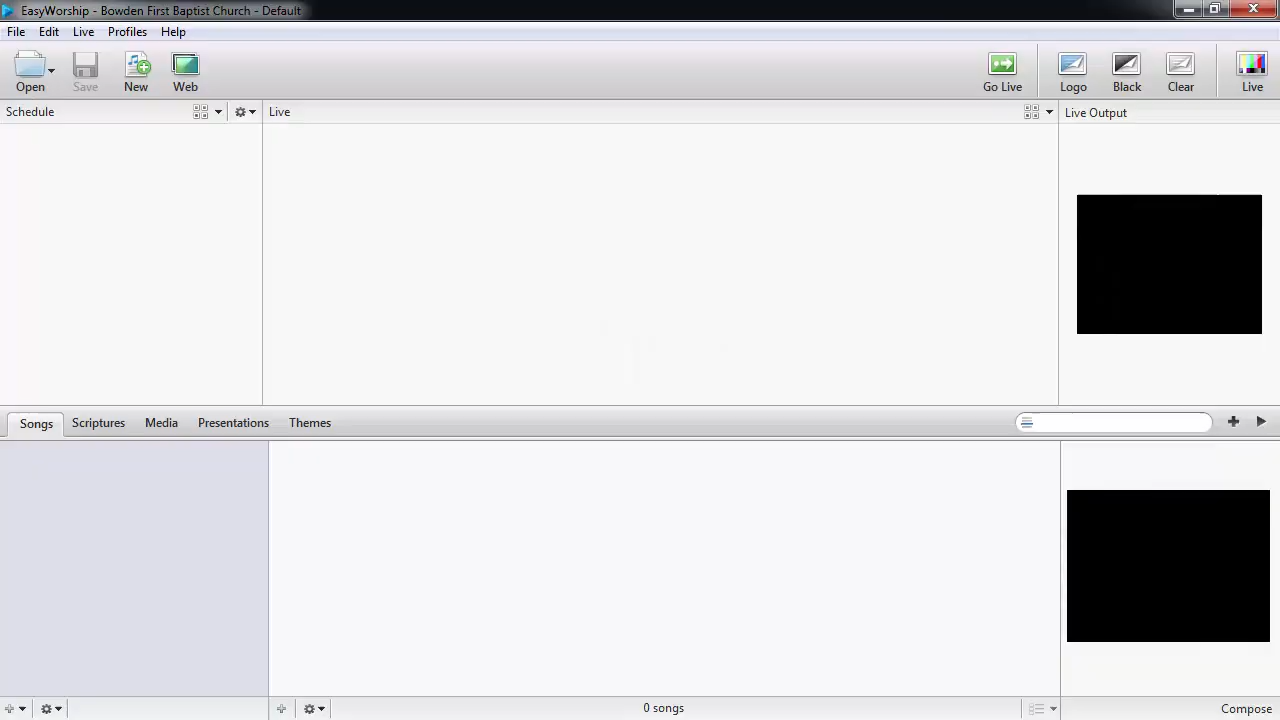 EasyWorship - Bowden First Baptist Church - Default
File Edit Live Profiles Help
Open Save New Web Go Live Logo Black Clear Live
Schedule Live Live Output
Songs Scriptures Media Presentations Themes
0 songs Compose